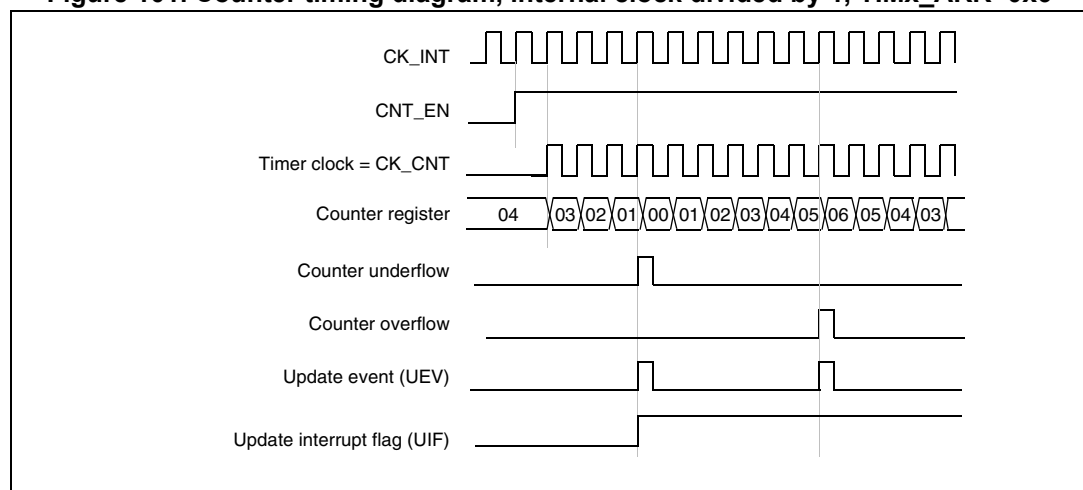 CK_INT
CNT_EN
Timer clock = CK_CNT
Counter register 04 03 02 01 00 01 02 03 04 05 06 05 04 03
Counter underflow
Counter overflow
Update event (UEV)
Update interrupt flag (UIF)